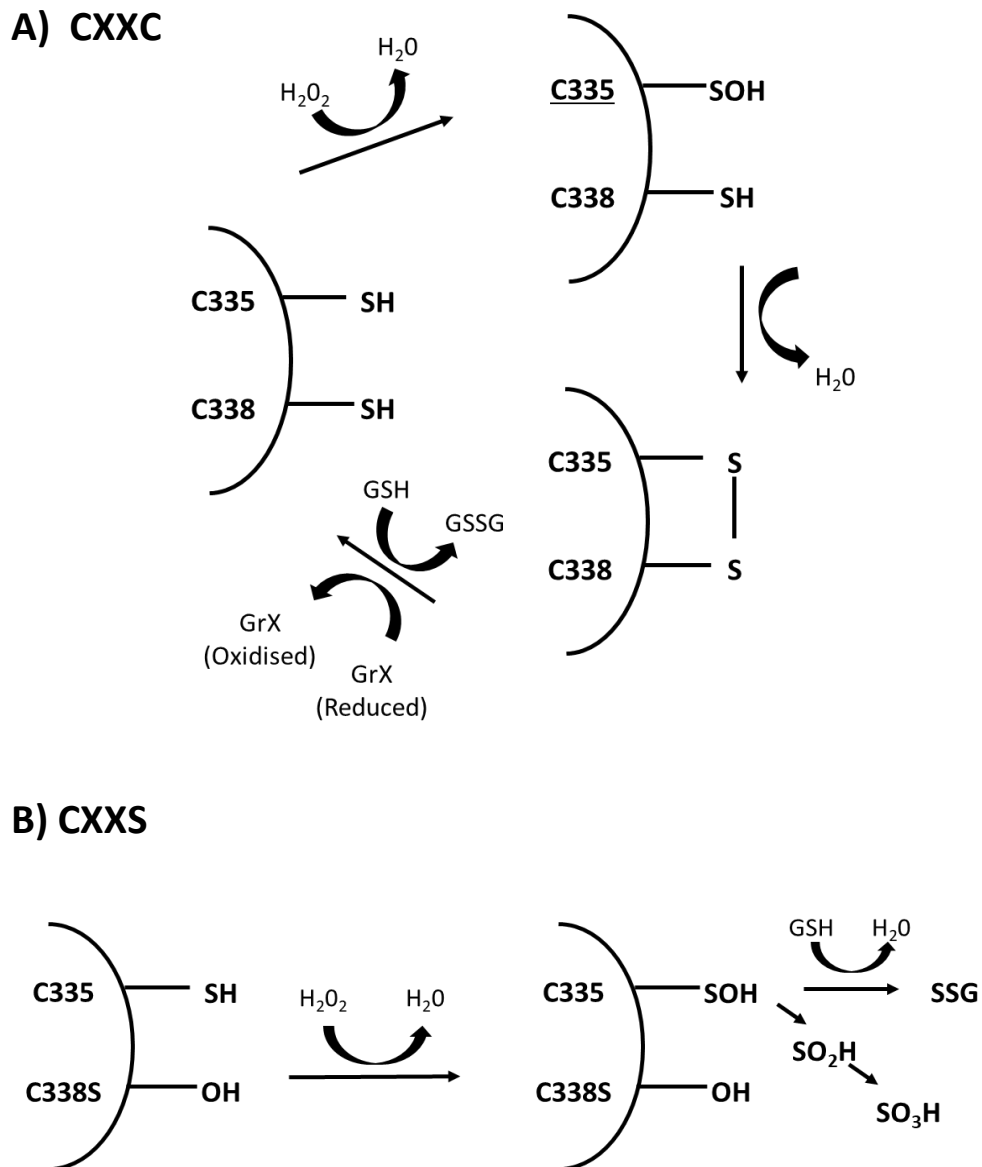 A) CXXC
H₂0
H₂0₂
C335 SOH
C338 SH
C335 SH
C338 SH
H₂0
C335 S
C338 S
GSH
GSSG
GrX
(Oxidised)
GrX
(Reduced)
B) CXXS
GSH H₂0
C335 SH
H₂0₂ H₂0
C335 SOH
SSG
SO₂H
C338S OH
C338S OH
SO₃H